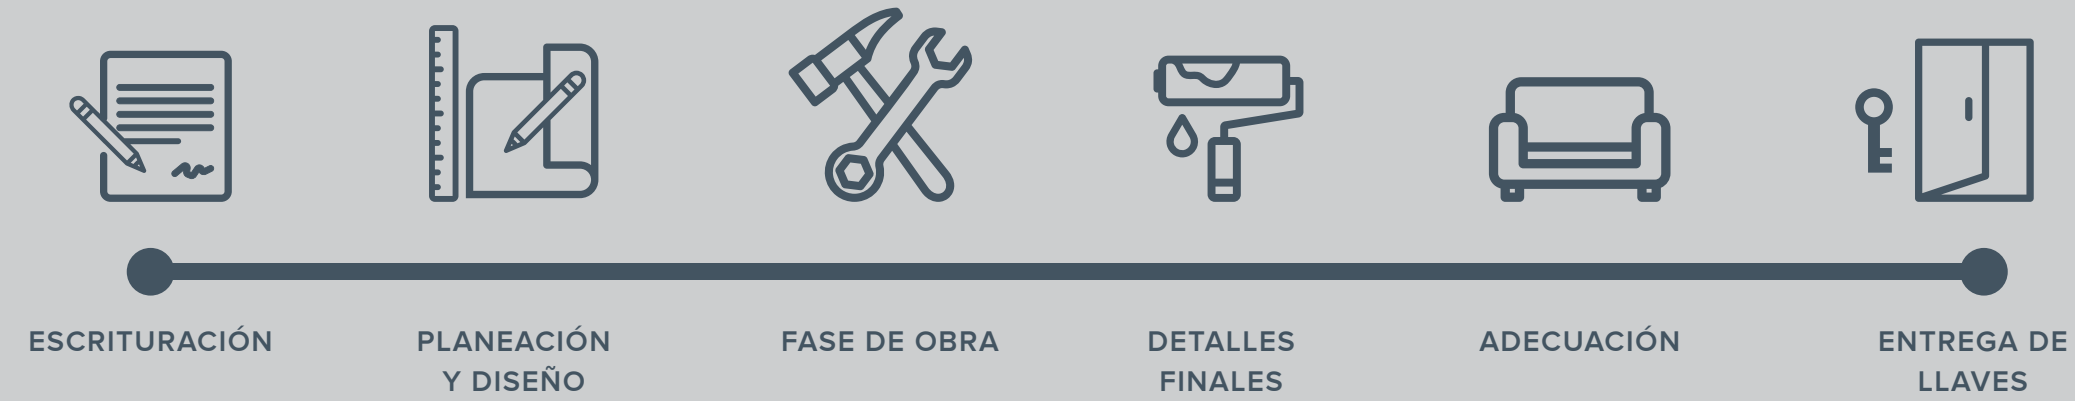 ESCRITURACIÓN
PLANEACIÓN
Y DISEÑO
FASE DE OBRA
DETALLES
FINALES
ADECUACIÓN
ENTREGA DE
LLAVES